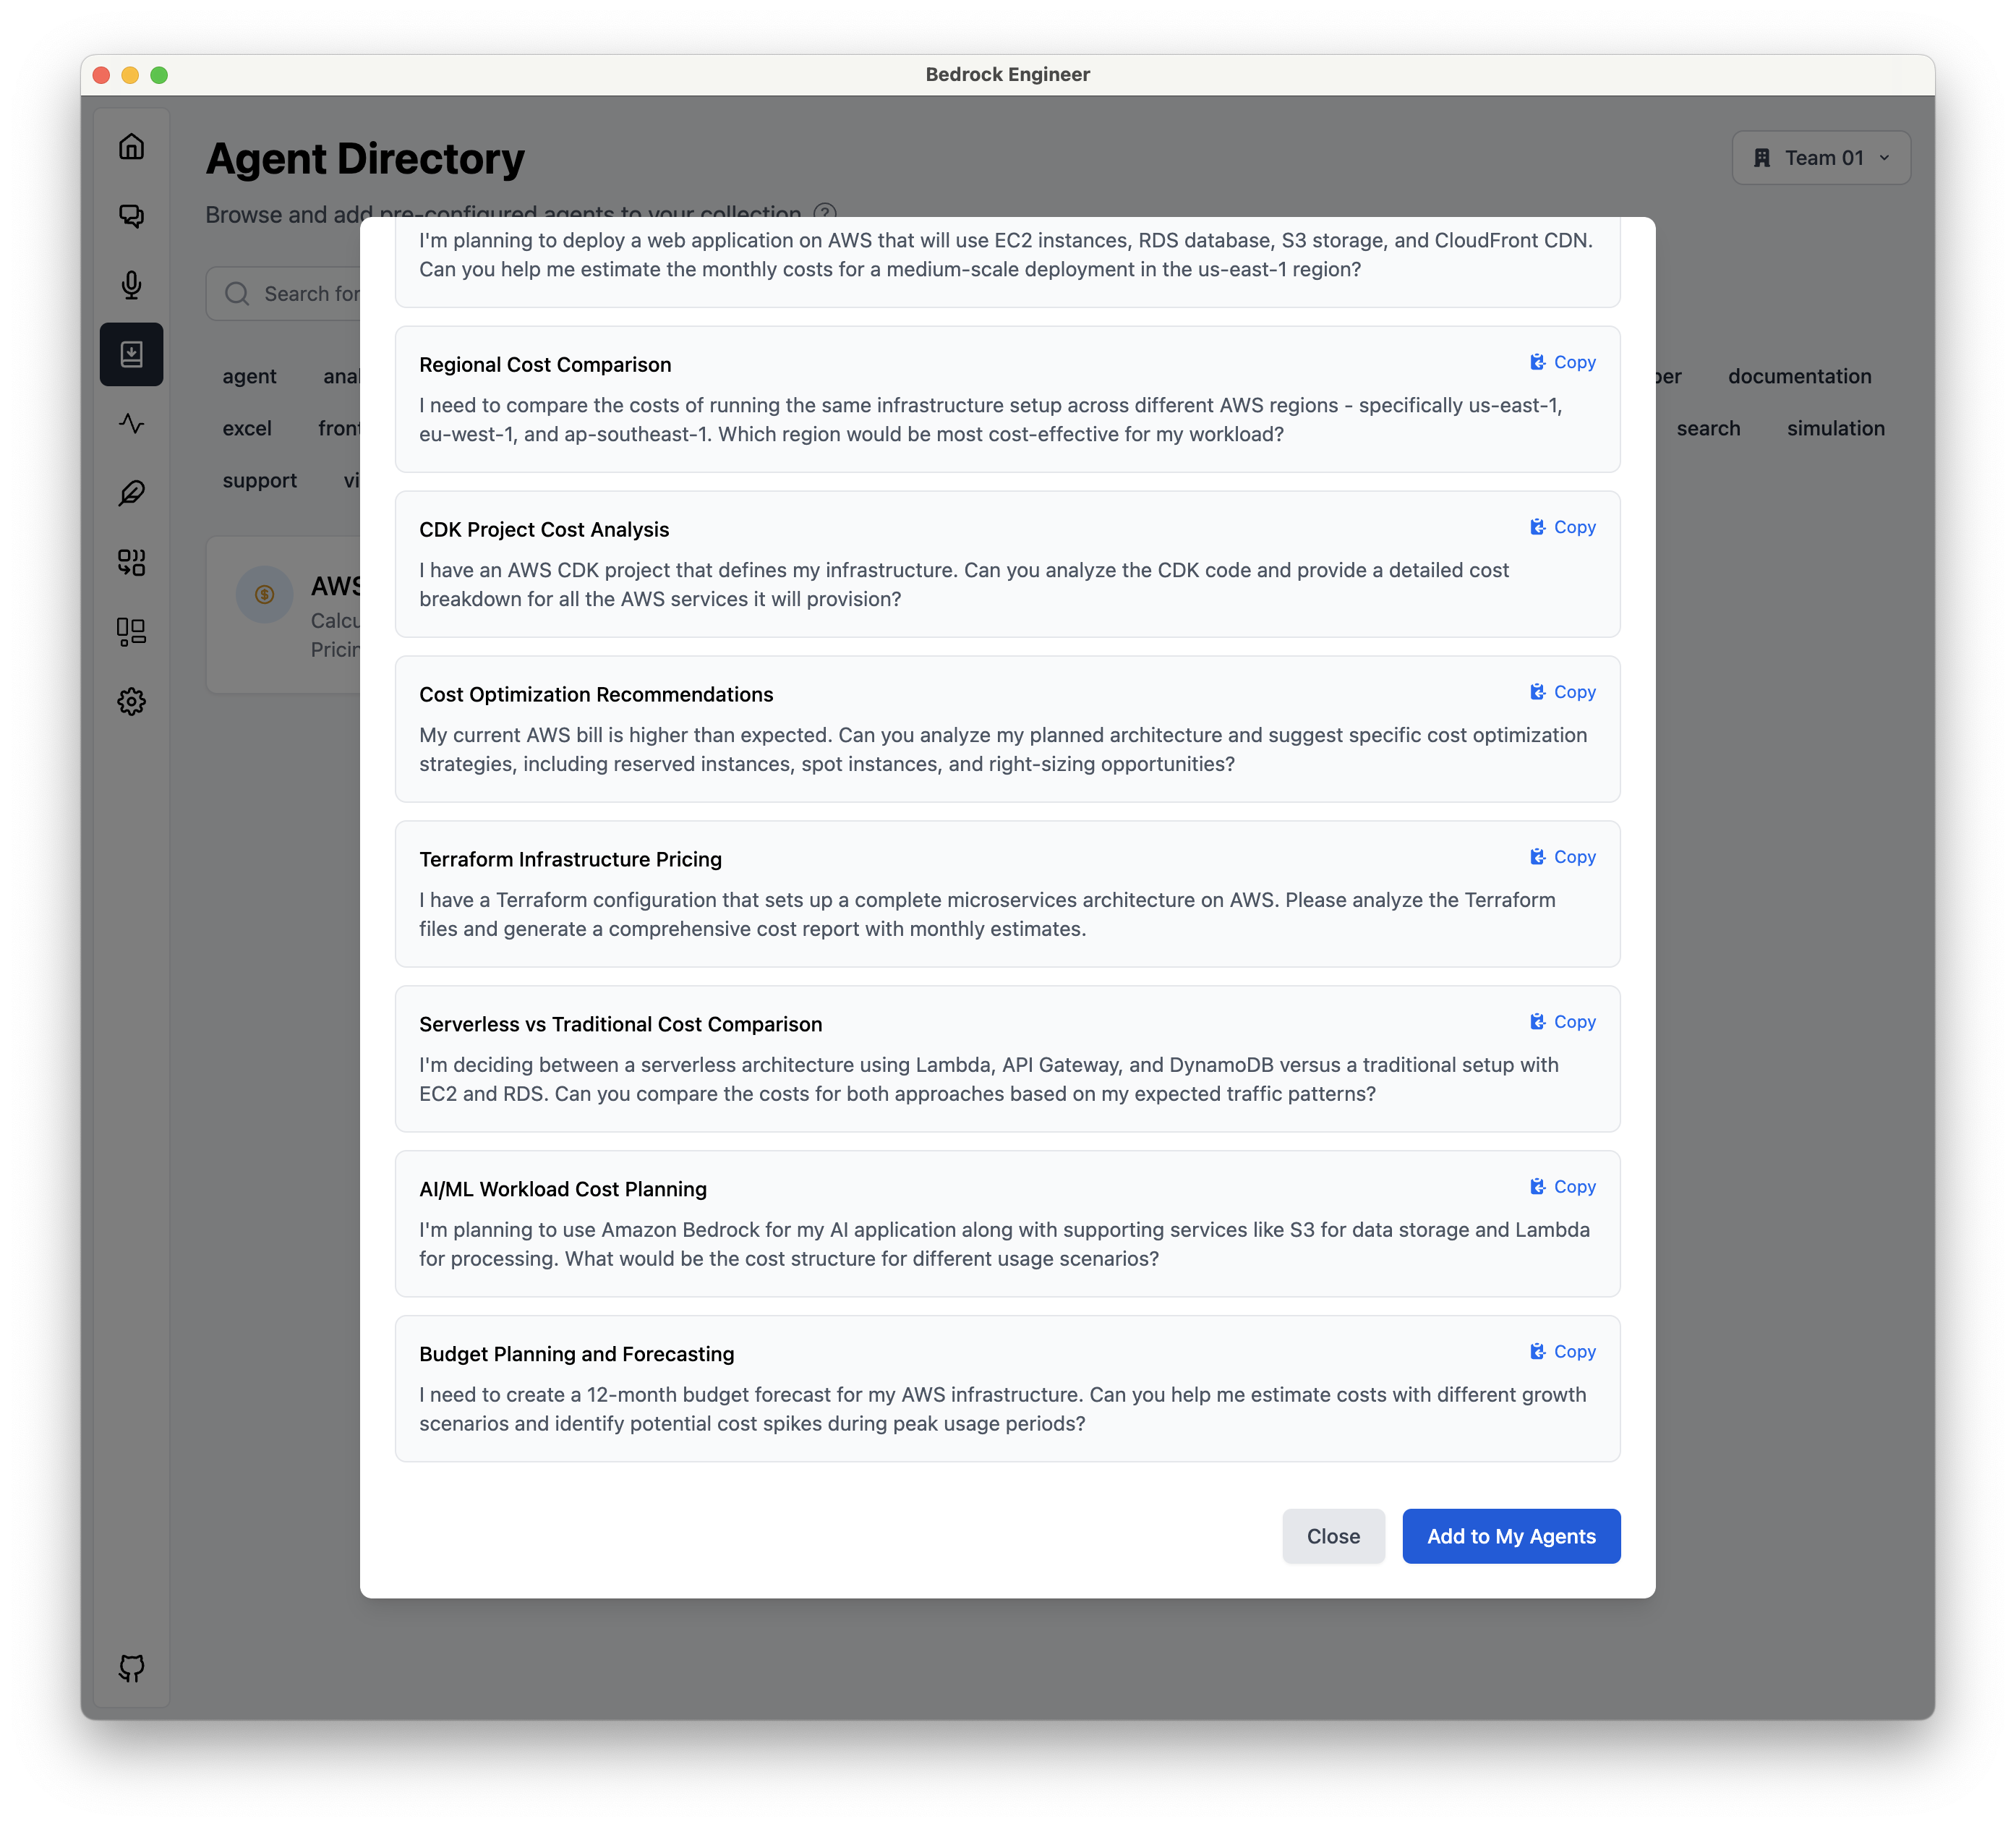 Bedrock Engineer
Agent Directory
Team 01
Browse and add pre-configured agents to your collection
Search for
agent
documentation
excel
search simulation
support
AWS
I'm planning to deploy a web application on AWS that will use EC2 instances, RDS database, S3 storage, and CloudFront CDN.
Can you help me estimate the monthly costs for a medium-scale deployment in the us-east-1 region?
Regional Cost Comparison
Copy
I need to compare the costs of running the same infrastructure setup across different AWS regions - specifically us-east-1,
eu-west-1, and ap-southeast-1. Which region would be most cost-effective for my workload?
CDK Project Cost Analysis
Copy
I have an AWS CDK project that defines my infrastructure. Can you analyze the CDK code and provide a detailed cost
breakdown for all the AWS services it will provision?
Cost Optimization Recommendations
Copy
My current AWS bill is higher than expected. Can you analyze my planned architecture and suggest specific cost optimization
strategies, including reserved instances, spot instances, and right-sizing opportunities?
Terraform Infrastructure Pricing
Copy
I have a Terraform configuration that sets up a complete microservices architecture on AWS. Please analyze the Terraform
files and generate a comprehensive cost report with monthly estimates.
Serverless vs Traditional Cost Comparison
Copy
I'm deciding between a serverless architecture using Lambda, API Gateway, and DynamoDB versus a traditional setup with
EC2 and RDS. Can you compare the costs for both approaches based on my expected traffic patterns?
AI/ML Workload Cost Planning
Copy
I'm planning to use Amazon Bedrock for my AI application along with supporting services like S3 for data storage and Lambda
for processing. What would be the cost structure for different usage scenarios?
Budget Planning and Forecasting
Copy
I need to create a 12-month budget forecast for my AWS infrastructure. Can you help me estimate costs with different growth
scenarios and identify potential cost spikes during peak usage periods?
Close
Add to My Agents